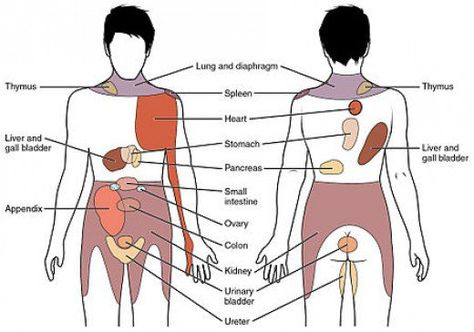 Lung and diaphragm
Thymus
Thymus
Spleen
Heart
Liver and
gall bladder
Stomach
Liver and
gall bladder
Pancreas
Small
intestine
Appendix
Ovary
Colon
Kidney
Urinary
bladder
Ureter